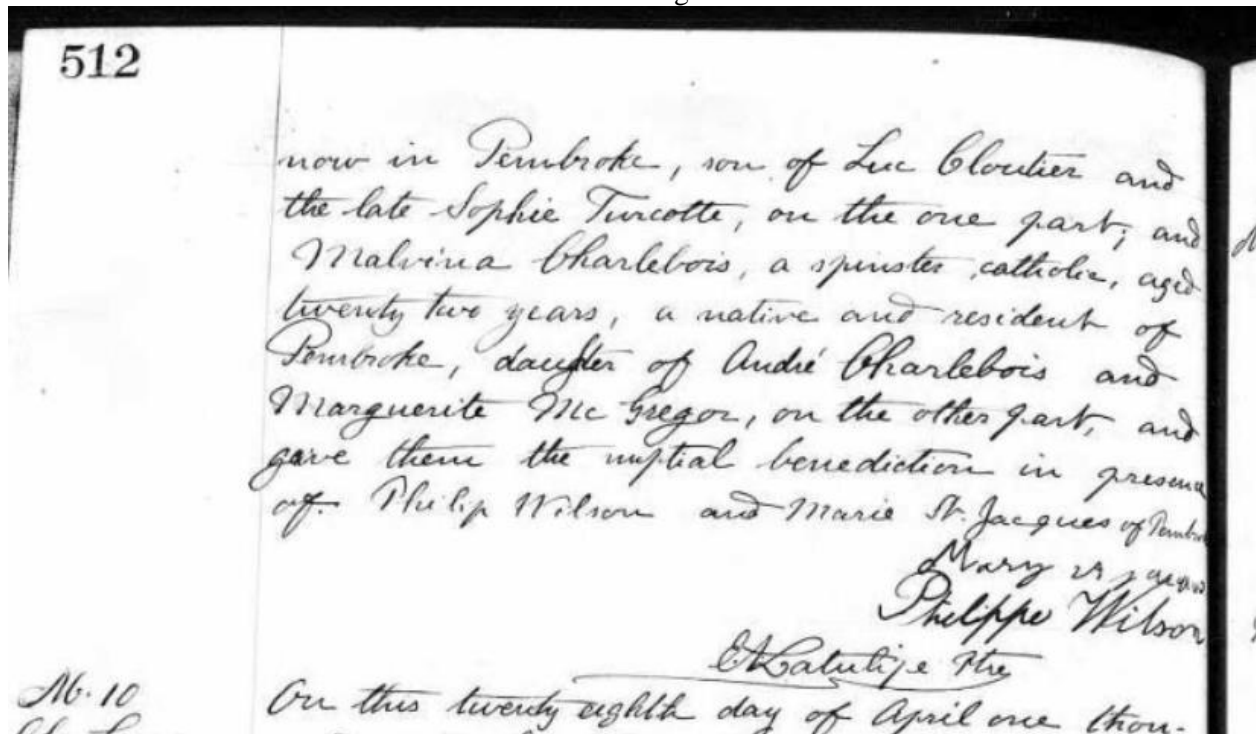 512
now in Pembroke, son of Luc Cloutier and
the late Sophie Turcotte, on the one part; and
Malvina Charlebois, a spinster, catholic, aged
twenty two years, a native and resident of
Pembroke, daughter of André Charlebois and
Marguerite Mc Gregor, on the other part, and
gave them the nuptial benediction in presence
of. Philip Wilson and Marie St. Jacques of Pembro
Mary
Philippe Wilson
Ptre
M. 10
On this twenty eighth day of April one thou-